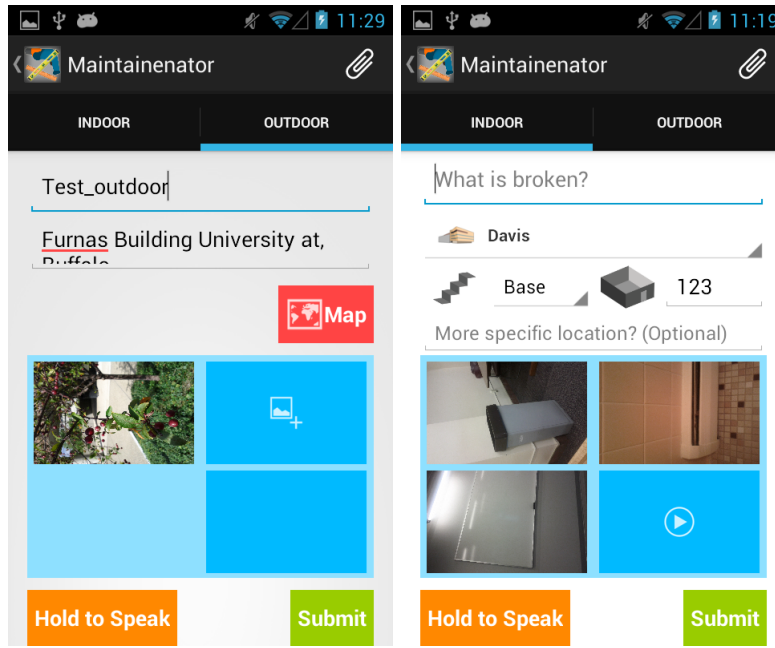 11:29
Maintainenator
INDOOR
OUTDOOR
Test_outdoor
Furnas Building University at,
Buffalo
Map
Hold to Speak
Submit
11:19
Maintainenator
INDOOR
OUTDOOR
What is broken?
Davis
Base
123
More specific location? (Optional)
Hold to Speak
Submit